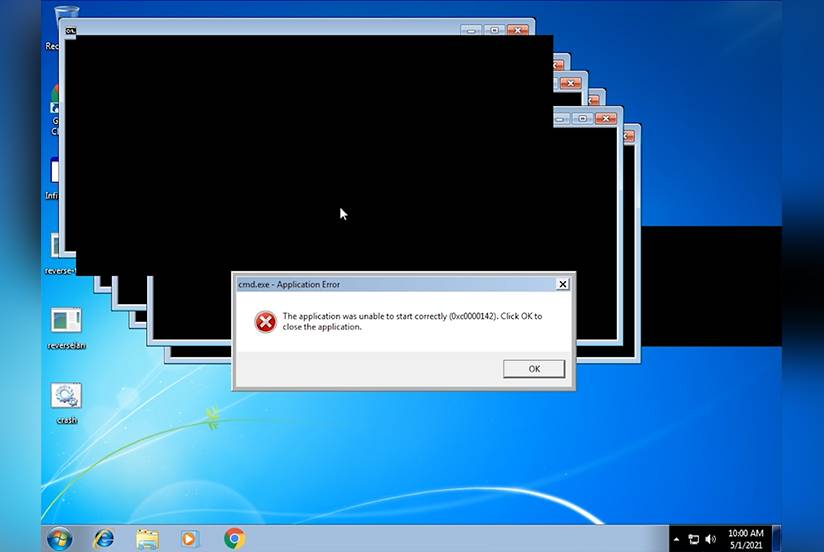 Rec
G
C
Infi
reverse-
reverselan
crash
C:\.
cmd.exe - Application Error
The application was unable to start correctly (0xc0000142). Click OK to
close the application.
OK
10:00 AM
5/1/2021